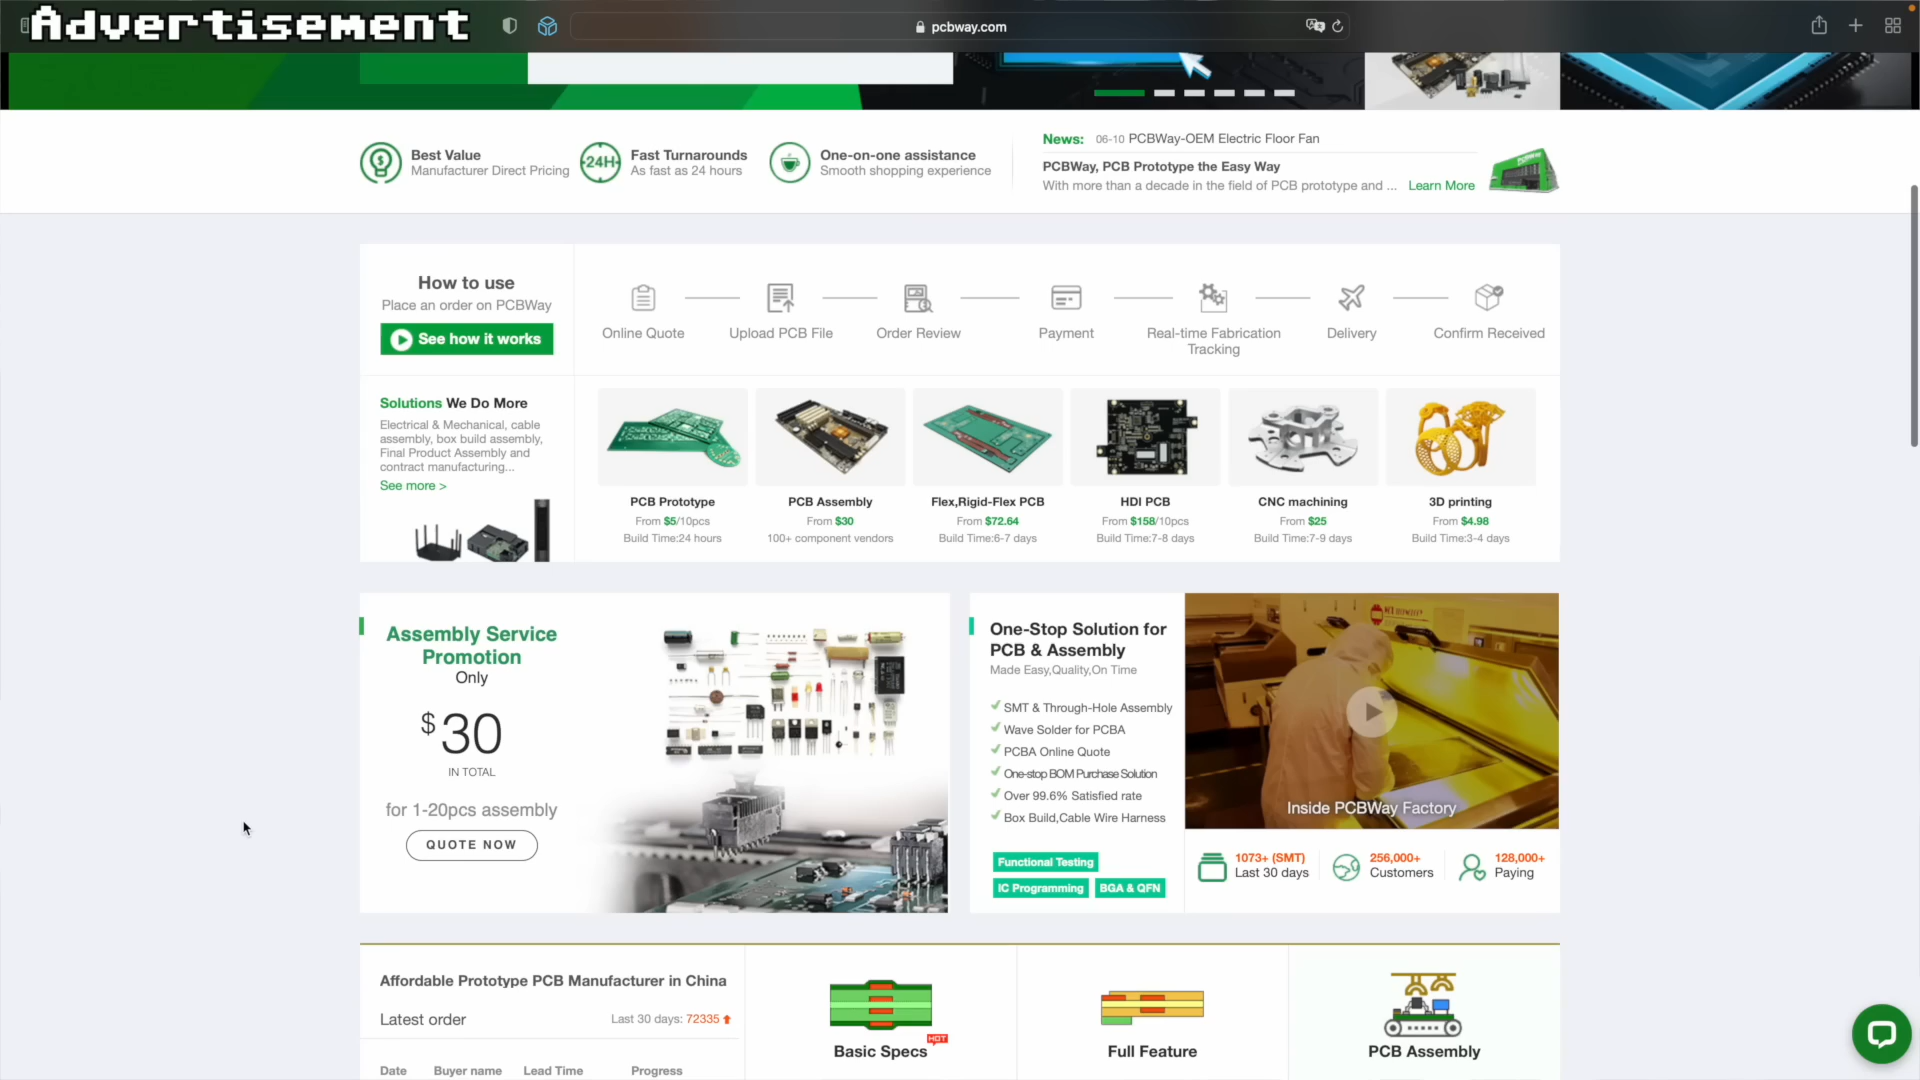 Advertisement
pcbway.com
Best Value
Manufacturer Direct Pricing
24H
Fast Turnarounds
As fast as 24 hours
One-on-one assistance
Smooth shopping experience
News: 06-10 PCBWay-OEM Electric Floor Fan
PCBWay, PCB Prototype the Easy Way
With more than a decade in the field of PCB prototype and ... Learn More
How to use
Place an order on PCBWay
See how it works
Online Quote
Upload PCB File
Order Review
Payment
Real-time Fabrication
Tracking
Delivery
Confirm Received
Solutions We Do More
Electrical & Mechanical, cable
assembly, box build assembly,
Final Product Assembly and
contract manufacturing...
See more >
PCB Prototype
From $5/10pcs
Build Time:24 hours
PCB Assembly
From $30
100+ component vendors
Flex,Rigid-Flex PCB
From $72.64
Build Time:6-7 days
HDI PCB
From $158/10pcs
Build Time:7-8 days
CNC machining
From $25
Build Time:7-9 days
3D printing
From $4.98
Build Time:3-4 days
Assembly Service
Promotion
Only
$30
IN TOTAL
for 1-20pcs assembly
QUOTE NOW
One-Stop Solution for
PCB & Assembly
Made Easy,Quality,On Time
SMT & Through-Hole Assembly
Wave Solder for PCBA
PCBA Online Quote
One-stop BOM Purchase Solution
Over 99.6% Satisfied rate
Box Build,Cable Wire Harness
Functional Testing
IC Programming
BGA & QFN
Inside PCBWay Factory
1073+ (SMT)
Last 30 days
256,000+
Customers
128,000+
Paying
Affordable Prototype PCB Manufacturer in China
Latest order
Last 30 days: 72335
Date Buyer name Lead Time Progress
HOT
Basic Specs
Full Feature
PCB Assembly